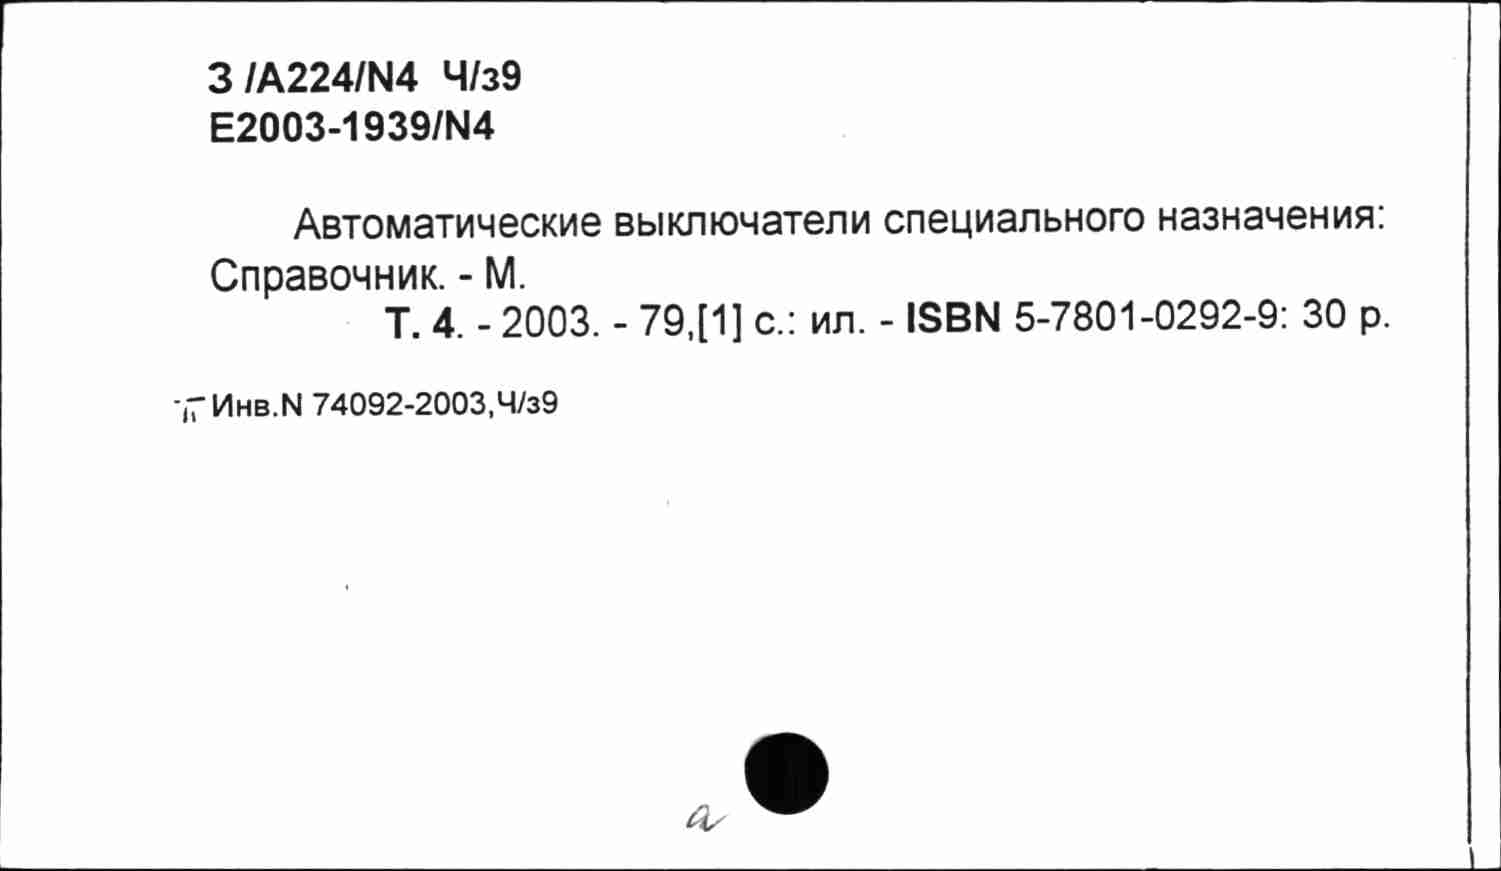 З /А224/N4 Ч/з9
Е2003-1939/N4
Автоматические выключатели специального назначения:
Справочник. - М.
Т. 4. - 2003. - 79,[1] с.: ил. - ISBN 5-7801-0292-9: 30 р.
Инв.N 74092-2003,Ч/з9
а